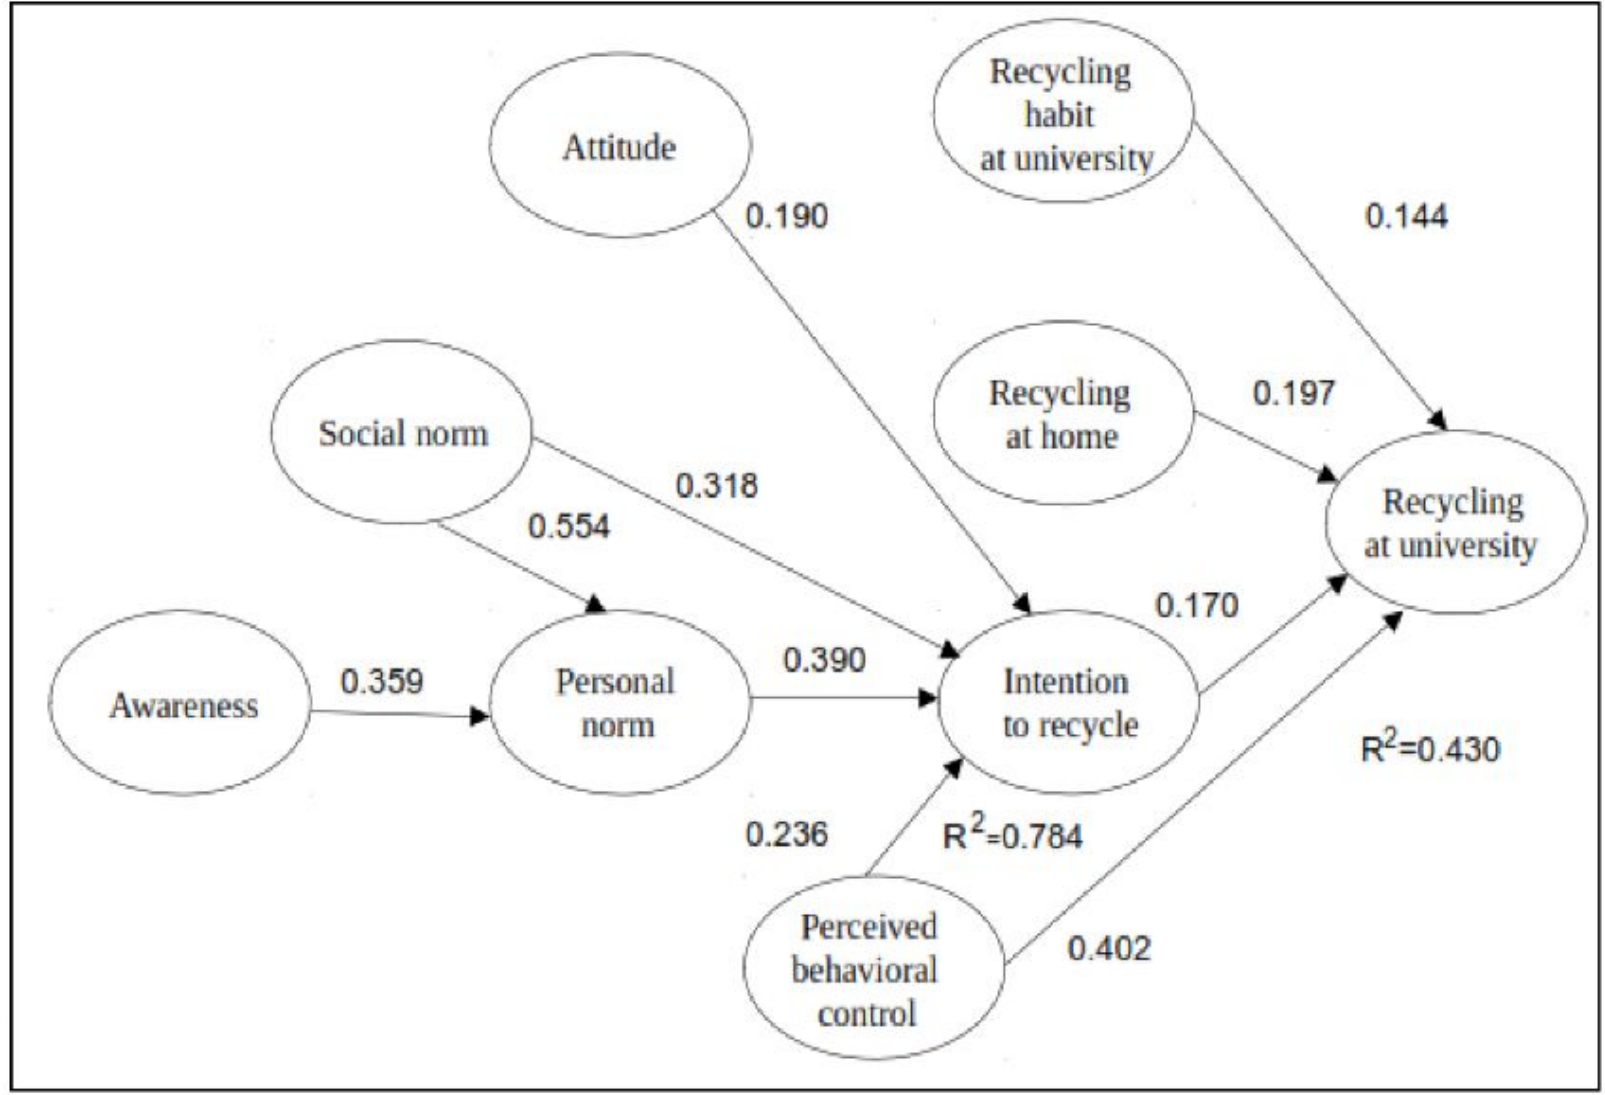 Recycling
habit
at university
Attitude
0.190
0.144
Recycling
at home
0.197
Social norm
0.318
0.554
Recycling
at university
0.170
Awareness
0.359
Personal
norm
0.390
Intention
to recycle
R²=0.430
0.236
R²=0.784
Perceived
behavioral
control
0.402